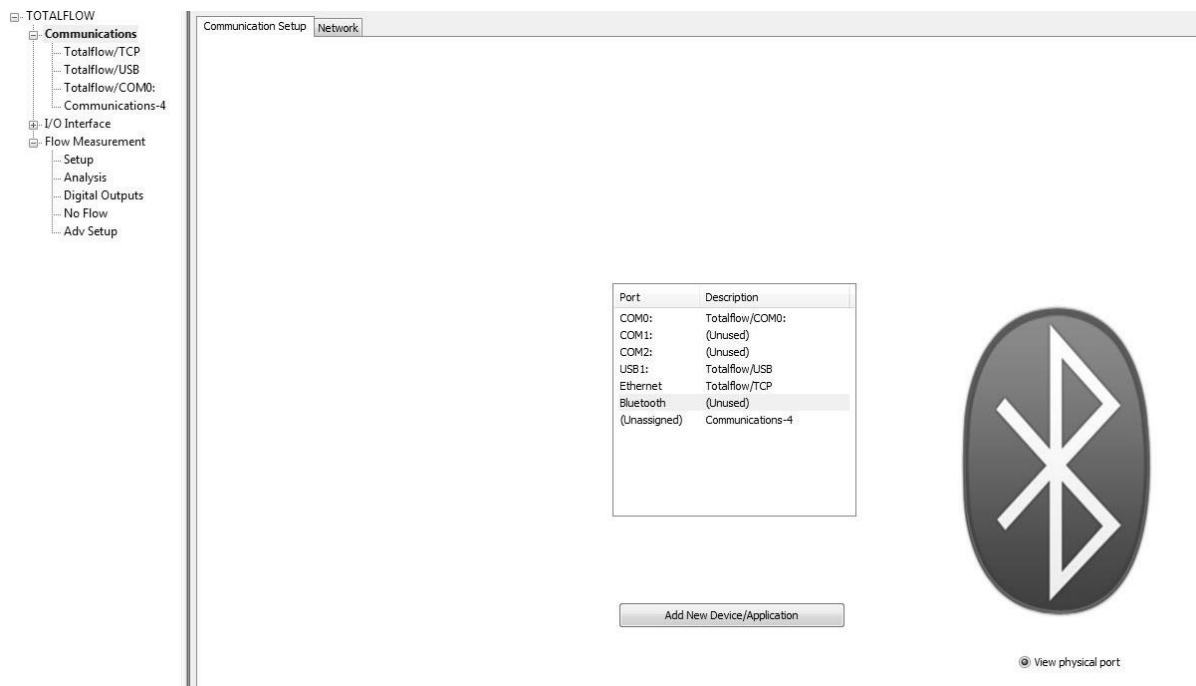 TOTALFLOW
Communications
Totalflow/TCP
Totalflow/USB
Totalflow/COM0:
Communications-4
I/O Interface
Flow Measurement
Setup
Analysis
Digital Outputs
No Flow
Adv Setup
Communication Setup Network
Port Description
COM0: Totalflow/COM0:
COM1: (Unused)
COM2: (Unused)
USB1: Totalflow/USB
Ethernet Totalflow/TCP
Bluetooth (Unused)
(Unassigned) Communications-4
Add New Device/Application
View physical port